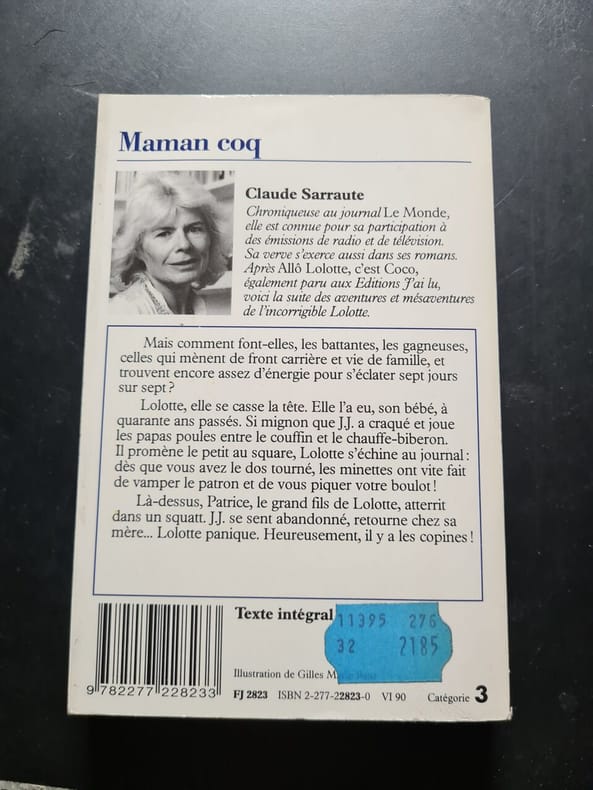 Maman coq
Claude Sarraute
Chroniqueuse au journal Le Monde,
elle est connue pour sa participation à
des émissions de radio et de télévision.
Sa verve s'exerce aussi dans ses romans.
Après Allô Lolotte, c'est Coco,
également paru aux Editions J'ai lu,
voici la suite des aventures et mésaventures
de l'incorrigible Lolotte.
Mais comment font-elles, les battantes, les gagneuses,
celles qui mènent de front carrière et vie de famille, et
trouvent encore assez d'énergie pour s'éclater sept jours
sur sept ?
Lolotte, elle se casse la tête. Elle l'a eu, son bébé, à
quarante ans passés. Si mignon que J.J. a craqué et joue
les papas poules entre le couffin et le chauffe-biberon.
Il promène le petit au square, Lolotte s'échine au journal :
dès que vous avez le dos tourné, les minettes ont vite fait
de vamper le patron et de vous piquer votre boulot !
Là-dessus, Patrice, le grand fils de Lolotte, atterrit
dans un squatt. J.J. se sent abandonné, retourne chez sa
mère... Lolotte panique. Heureusement, il y a les copines !
Texte intégral
11395 276
32 2185
Illustration de Gilles
9 782277 228233
FJ 2823 ISBN 2-277-22823-0 VI 90 Catégorie 3